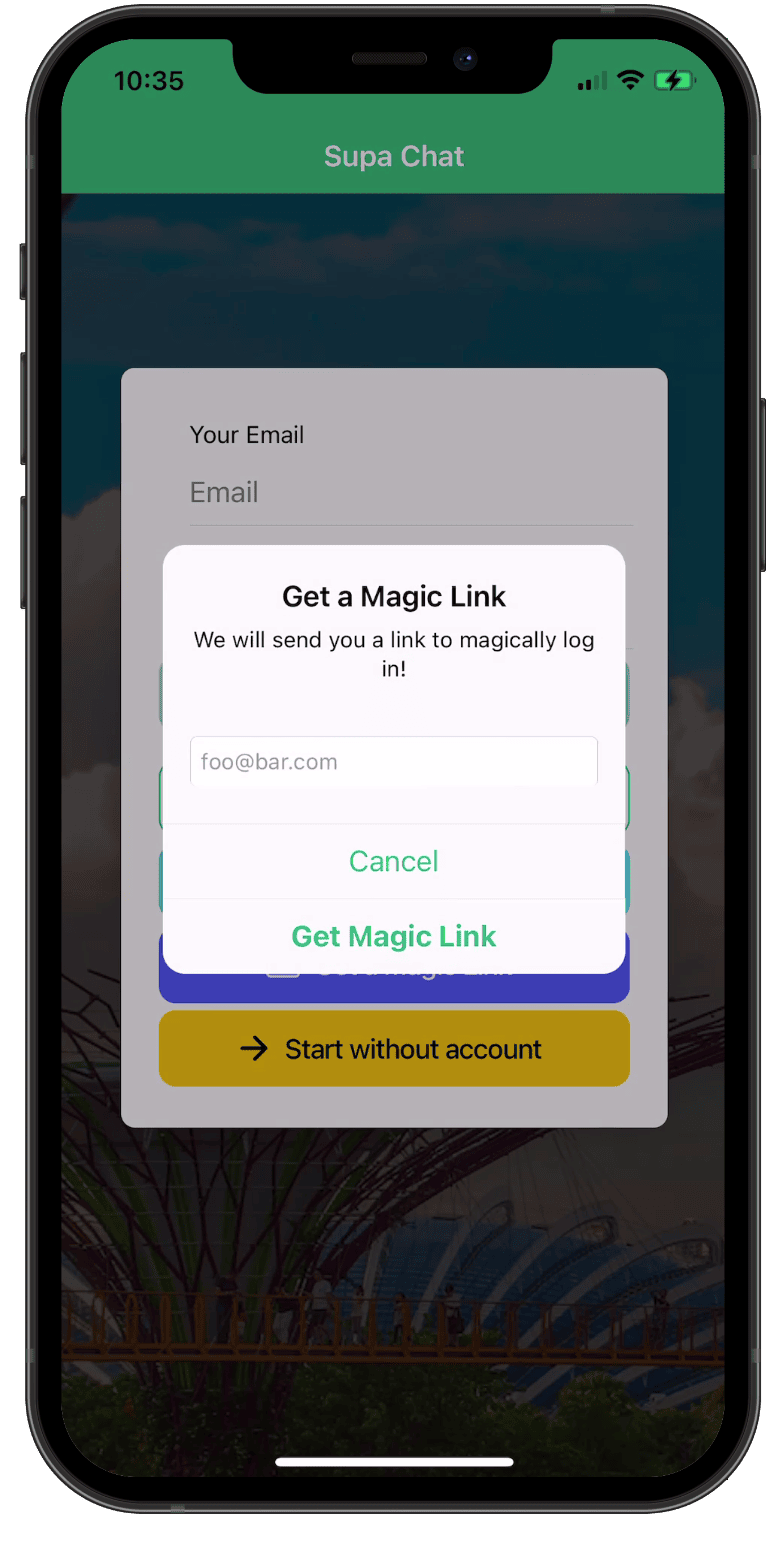 10:35
Supa Chat
Your Email
Email
Get a Magic Link
We will send you a link to magically log
in!
foo@bar.com
Cancel
Get Magic Link
Start without account